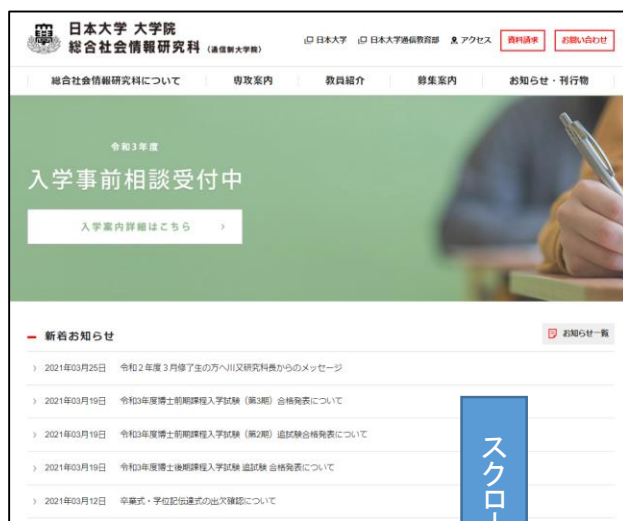 日本大学 大学院
総合社会情報研究科 (通信制大学院)
日本大学 日本大学通信教育部 アクセス 資料請求 お問い合わせ
総合社会情報研究科について 専攻案内 教員紹介 募集案内 お知らせ・刊行物
令和3年度
入学事前相談受付中
入学案内詳細はこちら
新着お知らせ お知らせ一覧
2021年03月25日 令和2年度3月修了生の方へ川又研究科長からのメッセージ
2021年03月19日 令和3年度博士前期課程入学試験(第3期)合格発表について
2021年03月19日 令和3年度博士前期課程入学試験(第2期)追試験合格発表について
2021年03月19日 令和3年度博士後期課程入学試験 追試験 合格発表について
2021年03月12日 卒業式・学位記伝達式の出欠確認について
スクロー